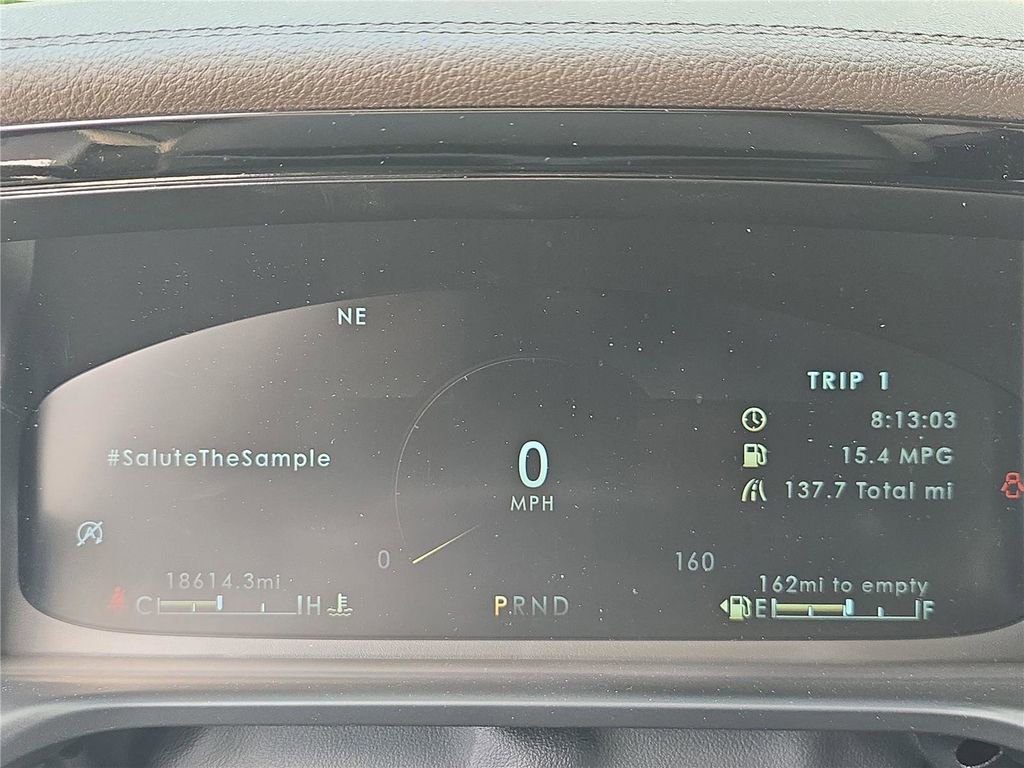 NE
TRIP 1
8:13:03
#SaluteTheSample
0
15.4 MPG
MPH
137.7 Total mi
0
160
18614.3mi
162mi to empty
C H
PRND
E F